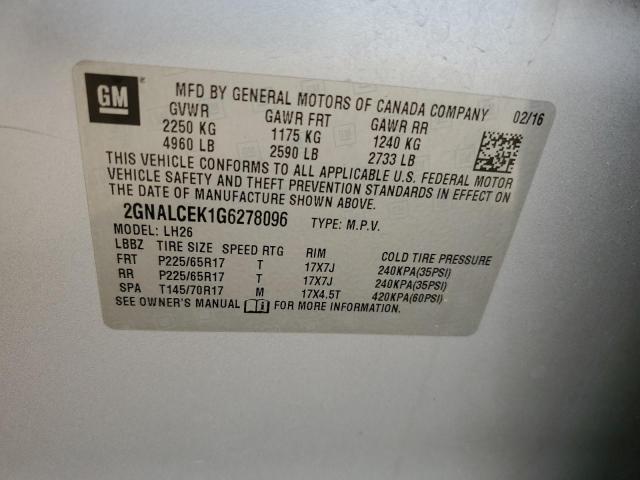 GM MFD BY GENERAL MOTORS OF CANADA COMPANY 02/16
GVWR GAWR FRT GAWR RR
2250 KG 1175 KG 1240 KG
4960 LB 2590 LB 2733 LB
THIS VEHICLE CONFORMS TO ALL APPLICABLE U.S. FEDERAL MOTOR
VEHICLE SAFETY AND THEFT PREVENTION STANDARDS IN EFFECT ON
THE DATE OF MANUFACTURE SHOWN ABOVE.
2GNALCEK1G6278096 TYPE: M.P.V.
MODEL: LH26
LBBZ TIRE SIZE SPEED RTG RIM COLD TIRE PRESSURE
FRT P225/65R17 T 17X7J 240KPA(35PSI)
RR P225/65R17 T 17X7J 240KPA(35PSI)
SPA T145/70R17 M 17X4.5T 420KPA(60PSI)
SEE OWNER'S MANUAL FOR MORE INFORMATION.